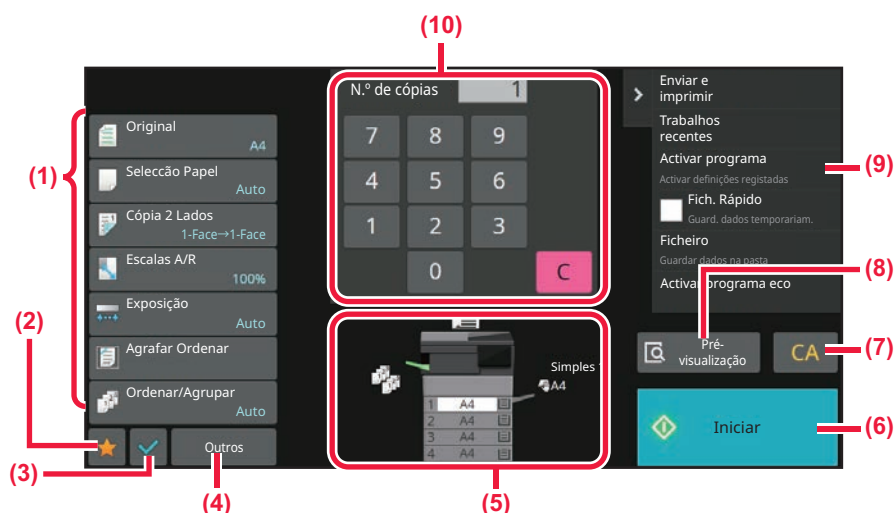 (10)
N.º de cópias 1
7 8 9
4 5 6
1 2 3
0 C
(1)
Original
A4
Seleccão Papel
Auto
Cópia 2 Lados
1-Face→1-Face
Escalas A/R
100%
Exposição
Auto
Agrafar Ordenar
Ordenar/Agrupar
Auto
(2)
(3)
Outros
(4)
Simples
A4
1 A4
2 A4
3 A4
4 A4
(5)
Enviar e
imprimir
Trabalhos
recentes
Activar programa
Activar definições registadas
Fich. Rápido
Guard. dados temporariam.
Ficheiro
Guardar dados na pasta
Activar programa eco
(9)
(8)
Pré-
visualização
CA
(7)
Iniciar
(6)